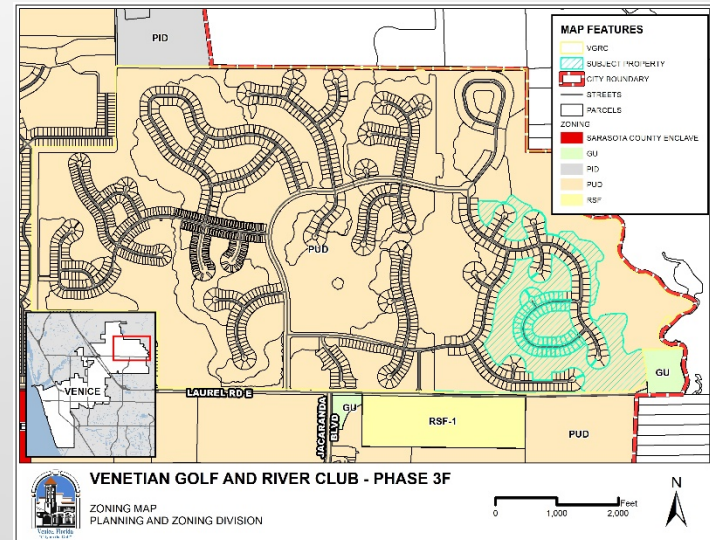 PID
MAP FEATURES
VGRC
SUBJECT PROPERTY
CITY BOUNDARY
STREETS
PARCELS
ZONING
SARASOTA COUNTY ENCLAVE
GU
PID
PUD
RSF
PUD
GU
VENICE
LAUREL RD E
JACARANDA
BLVD
GU
RSF-1
PUD
VENETIAN GOLF AND RIVER CLUB - PHASE 3F
ZONING MAP
PLANNING AND ZONING DIVISION
Venice, Florida
Feet
0 1,000 2,000
N